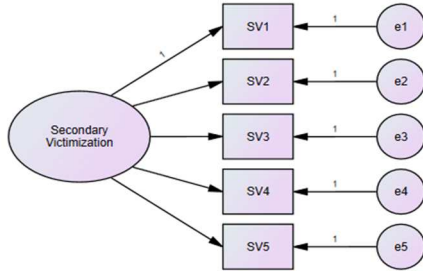 1
SV1
1
e1
SV2
1
e2
Secondary
Victimization
SV3
1
e3
SV4
1
e4
SV5
1
e5